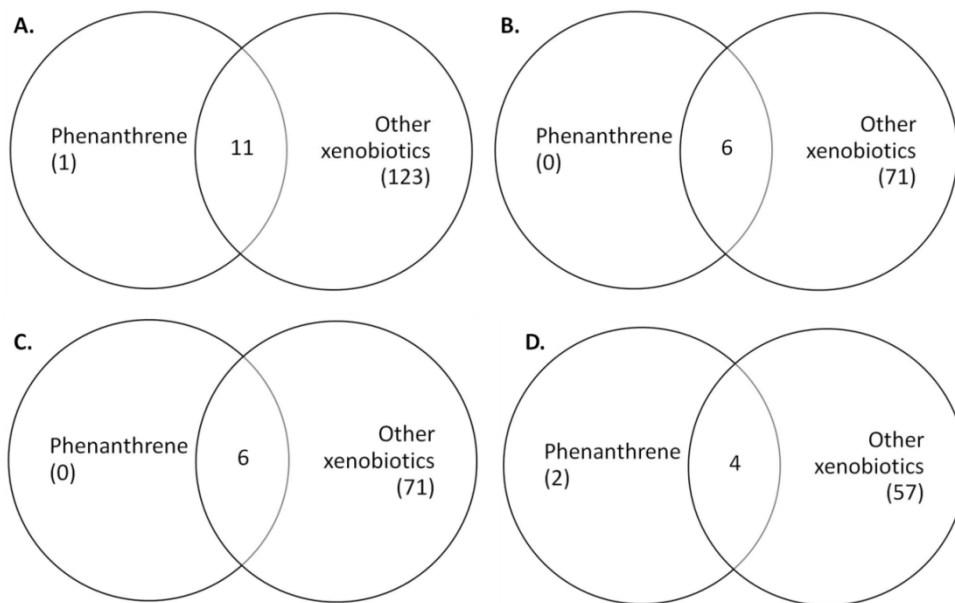 A.
Phenanthrene
(1)
11
Other
xenobiotics
(123)
B.
Phenanthrene
(0)
6
Other
xenobiotics
(71)
C.
Phenanthrene
(0)
6
Other
xenobiotics
(71)
D.
Phenanthrene
(2)
4
Other
xenobiotics
(57)